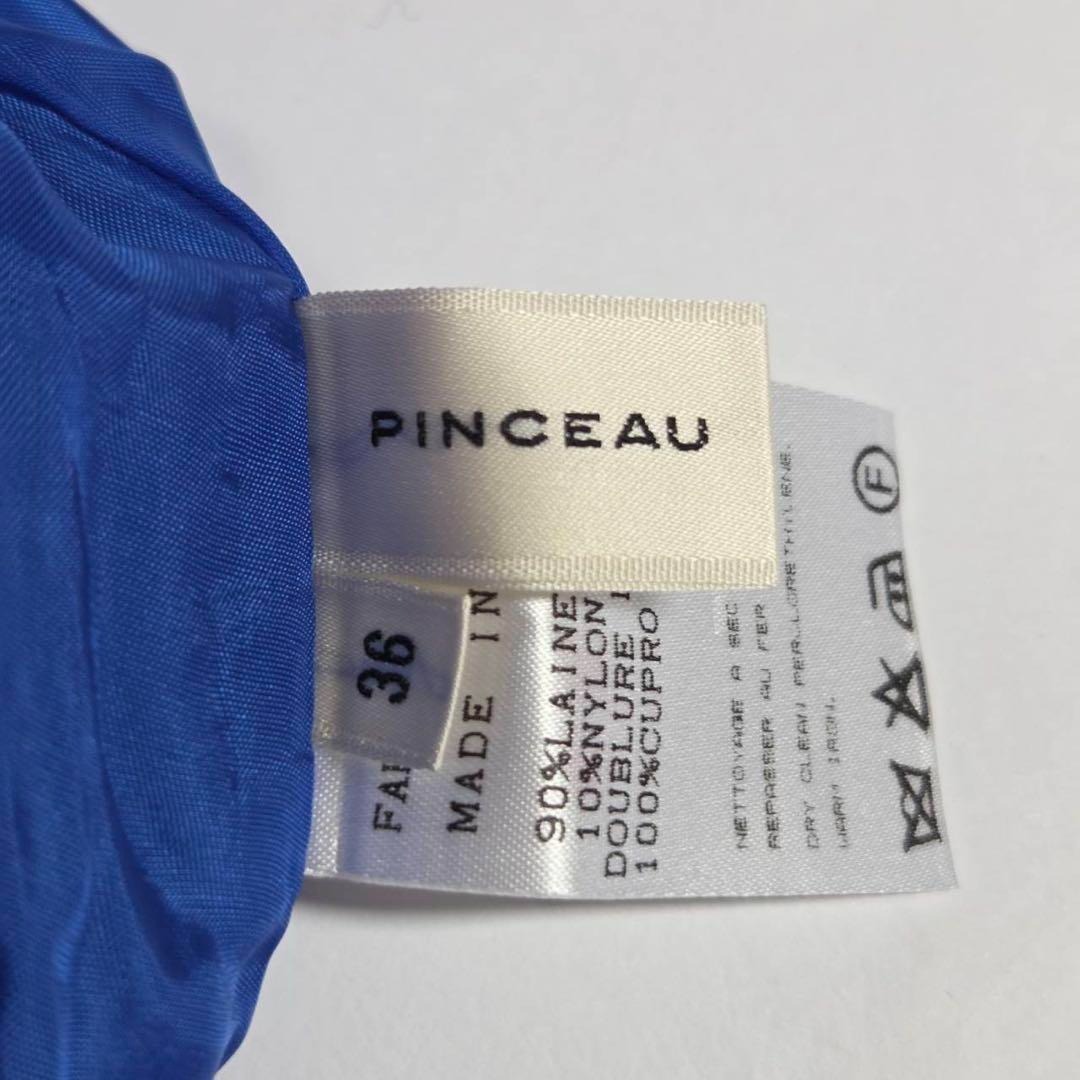 PINCEAU
36
FA
MADE IN
90%LAINE
10%NYLON
DOUBLURE
100%CUPRO
NETTOYAGE A SEC
REPASSER AU FER
DRY CLEAN PERCLORETHYLENE.
WARM IRON.
F